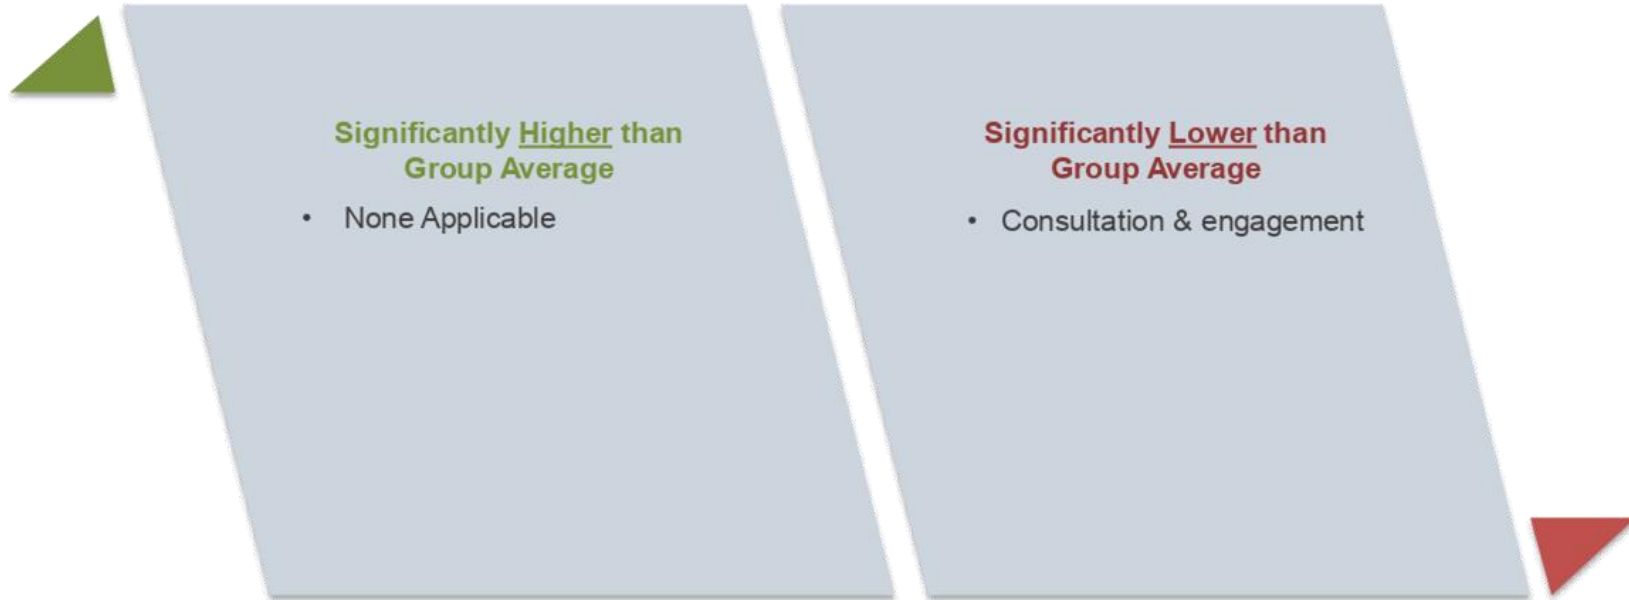 Significantly Higher than
Group Average
• None Applicable
Significantly Lower than
Group Average
• Consultation & engagement